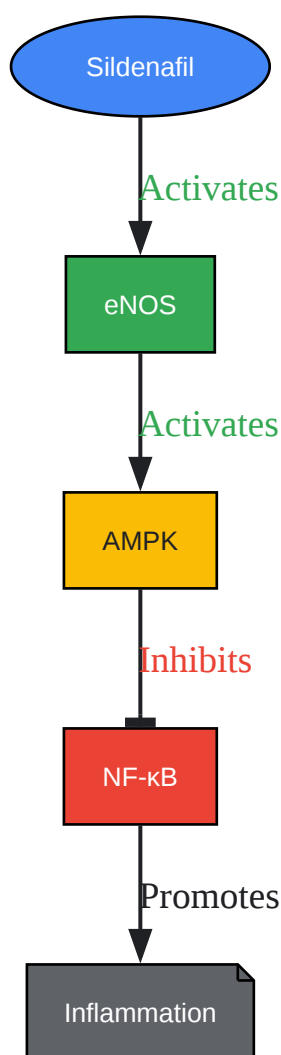 Sildenafil
Activates
eNOS
Activates
AMPK
Inhibits
NF-κB
Promotes
Inflammation